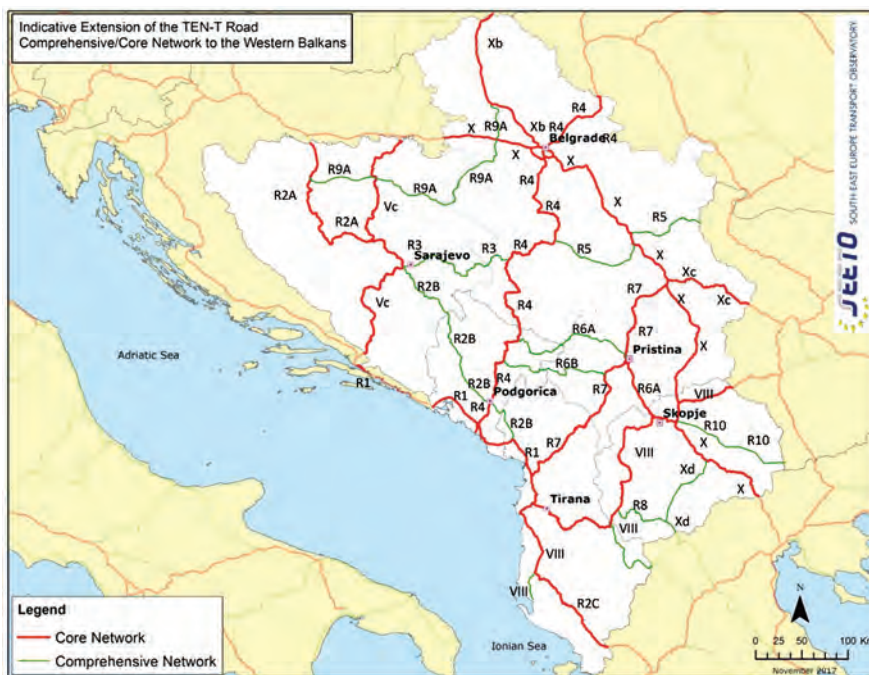 Indicative Extension of the TEN-T Road
Comprehensive/Core Network to the Western Balkans
SEETO SOUTH-EAST EUROPE TRANSPORT OBSERVATORY
Xb
R4
Xb
R4
R4
Belgrade
R9A
X
X
X
R4
R9A
R9A
R9A
R2A
Vc
R2A
R4
X
R5
R3
R3
R4
R5
Sarajevo
X
Xc
Xc
R2B
Vc
R7
X
R4
R6A
R7
R2B
Pristina
X
R6B
Adriatic Sea
R1
R2B
R4
R7
R6A
VIII
Podgorica
R1
R4
Skopje
R10
R2B
X
R10
R7
VIII
R1
Xd
X
Tirana
R8
Xd
VIII
VIII
VIII
R2C
Ionian Sea
Legend
Core Network
Comprehensive Network
N
0 25 50 100 Km
November 2017